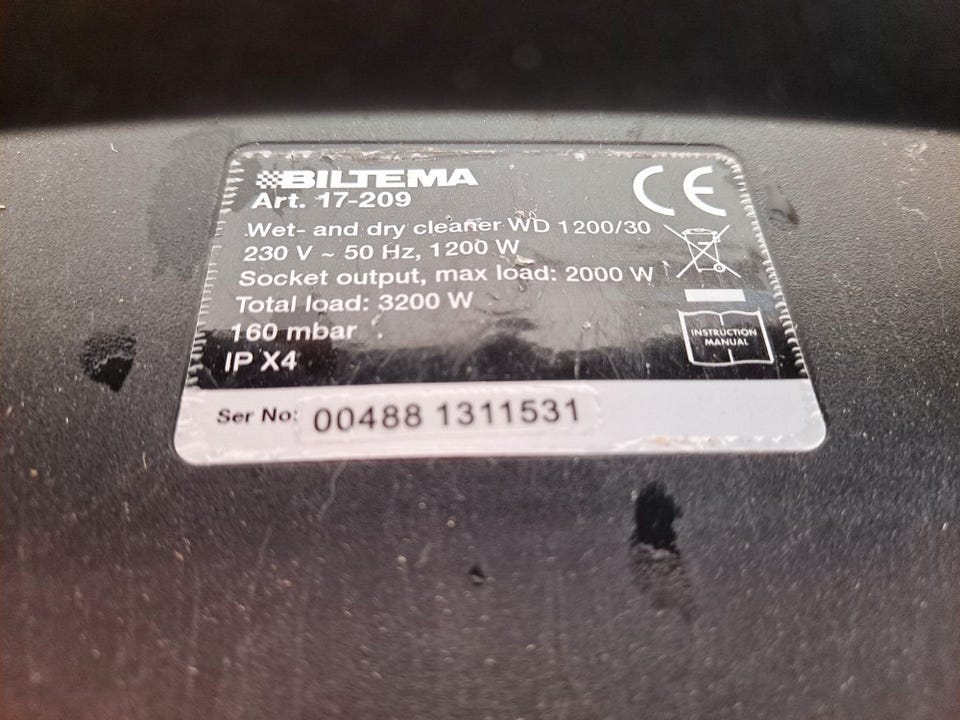 BILTEMA
Art. 17-209
Wet- and dry cleaner WD 1200/30
230 V ~ 50 Hz, 1200 W
Socket output, max load: 2000 W
Total load: 3200 W
160 mbar
IP X4
CE
INSTRUCTION
MANUAL
Ser No: 00488 1311531